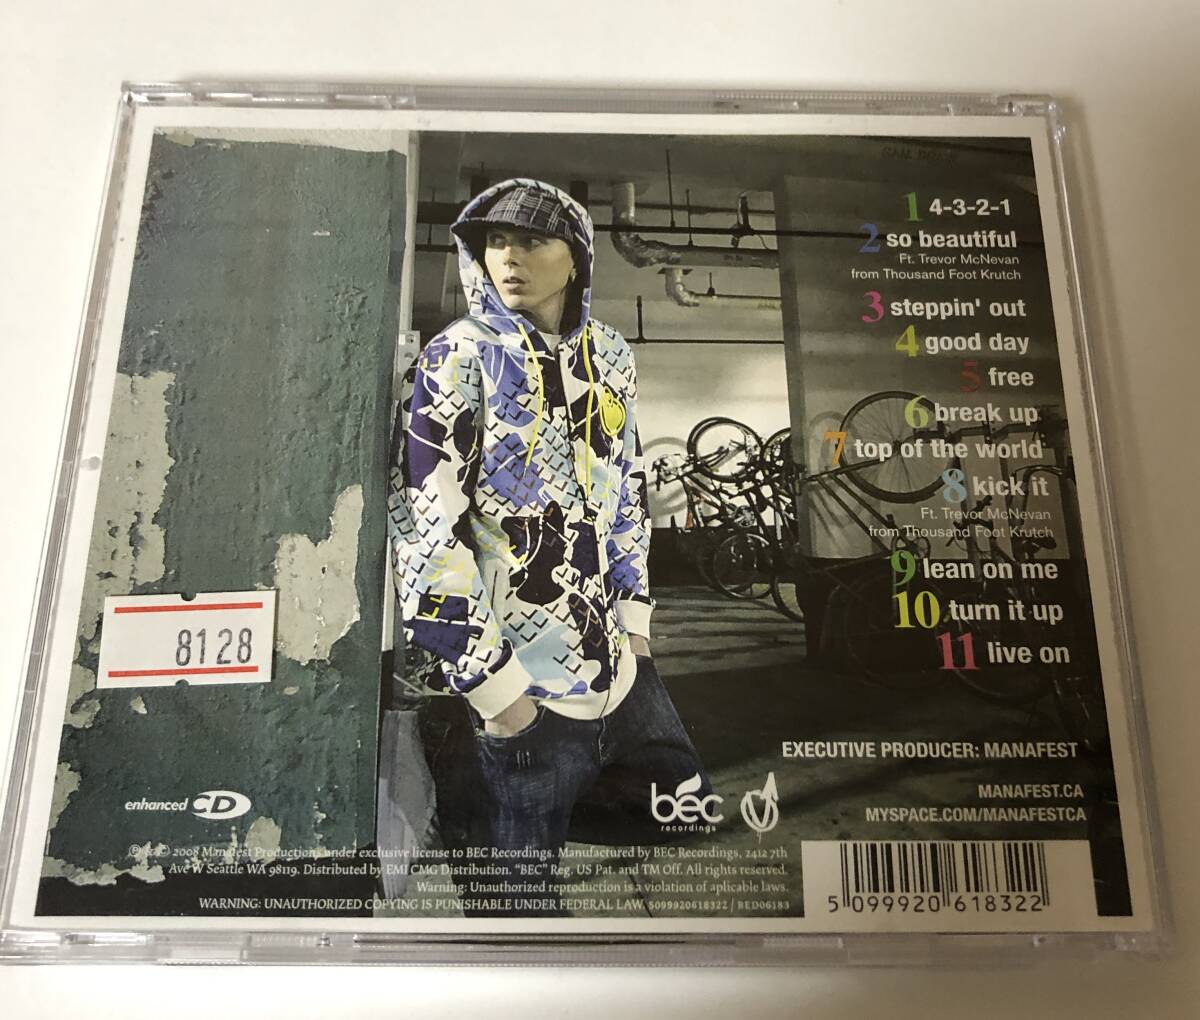 1 4-3-2-1
2 so beautiful
Ft. Trevor McNevan
from Thousand Foot Krutch
3 steppin' out
4 good day
5 free
6 break up
7 top of the world
8 kick it
Ft. Trevor McNevan
from Thousand Foot Krutch
9 lean on me
10 turn it up
11 live on
8128
EXECUTIVE PRODUCER: MANAFEST
MANAFEST.CA
MYSPACE.COM/MANAFESTCA
enhanced CD
bec
recordings
℗ & © 2008 Manafest Productions under exclusive license to BEC Recordings. Manufactured by BEC Recordings, 2412 7th
Ave W Seattle WA 98119. Distributed by EMI CMG Distribution. "BEC" Reg. US Pat. and TM Off. All rights reserved.
Warning: Unauthorized reproduction is a violation of aplicable laws.
WARNING: UNAUTHORIZED COPYING IS PUNISHABLE UNDER FEDERAL LAW. 5099920618322 / BED06183
5 099920 618322